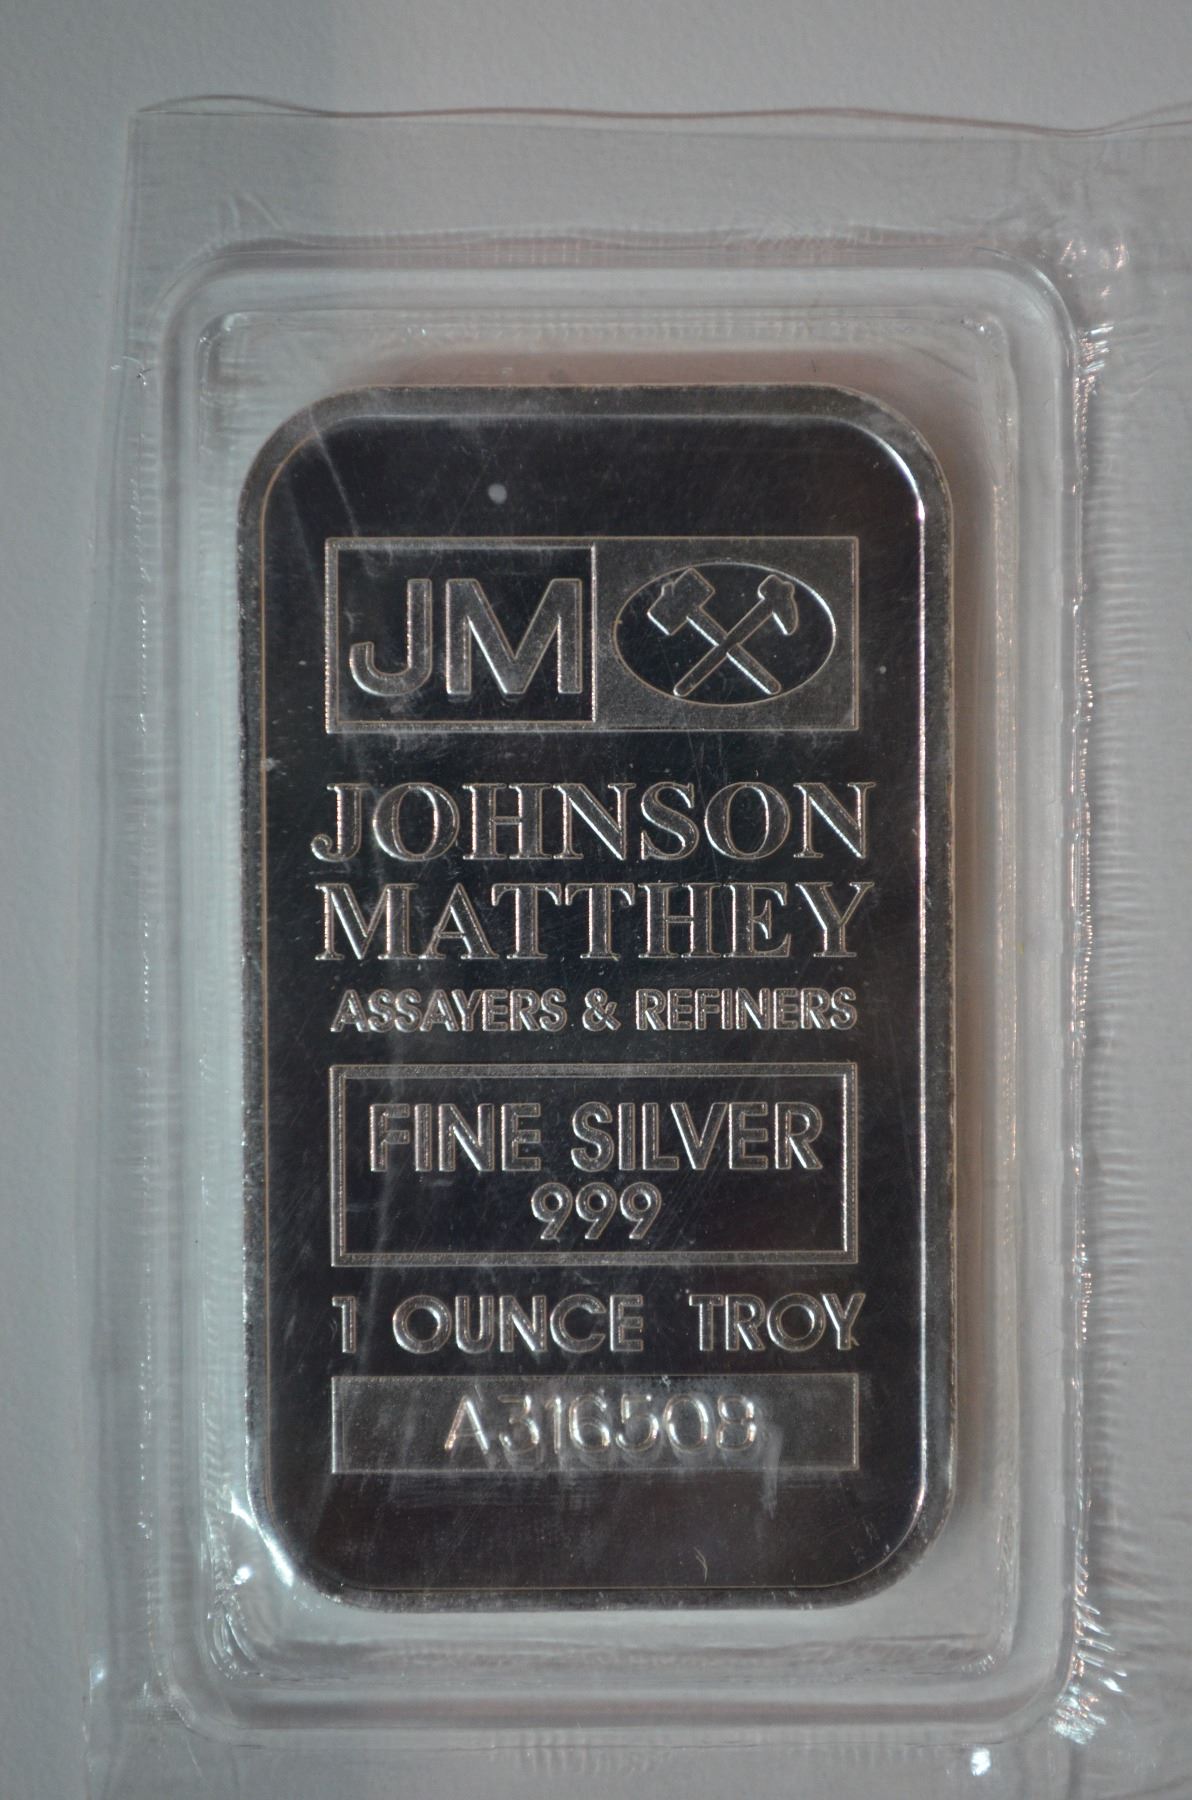 JM
JOHNSON
MATTHEY
ASSAYERS & REFINERS
FINE SILVER
999
1 OUNCE TROY
A316508